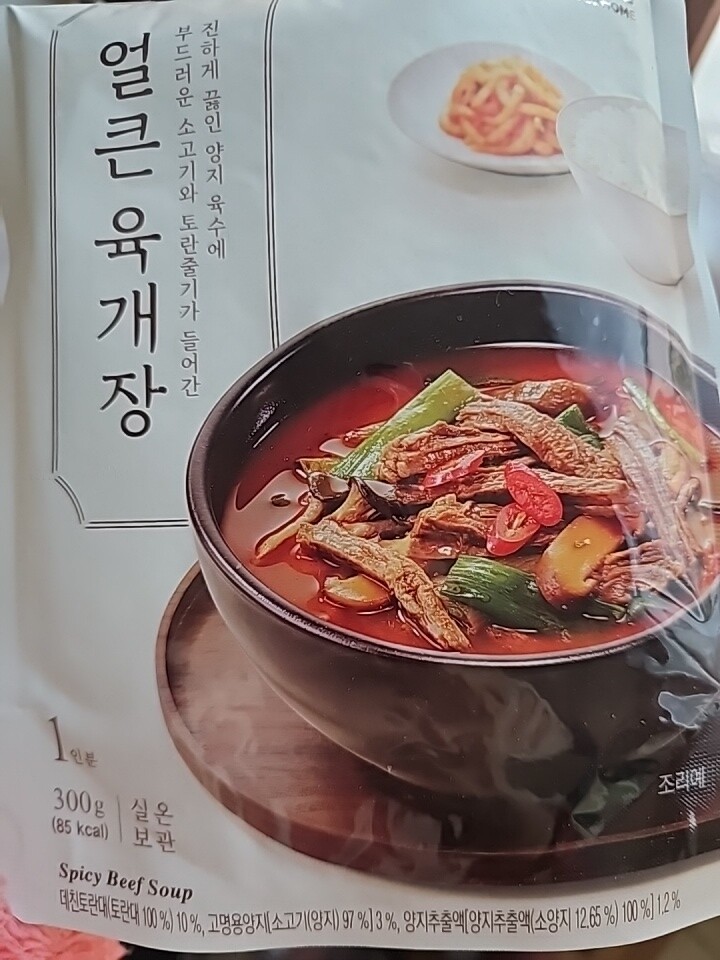 HOME
얼큰 육개장
진하게 끓인 양지 육수에
부드러운 소고기와 토란줄기가 들어간
1인분
300g
(85 kcal)
실온
보관
조리예
Spicy Beef Soup
데친토란대[토란대 100 %] 10 %, 고명용양지[소고기(양지) 97 %] 3 %, 양지추출액[양지추출액(소양지 12.65 %) 100 %] 1.2 %